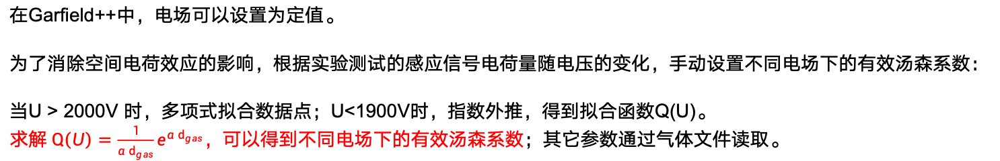 在Garfield++中，电场可以设置为定值。
为了消除空间电荷效应的影响，根据实验测试的感应信号电荷量随电压的变化，手动设置不同电场下的有效汤森系数：
当U > 2000V 时，多项式拟合数据点；U<1900V时，指数外推，得到拟合函数Q(U)。
求解 Q(U) = \frac{1}{α d_{gas}} e^{α d_{gas}}，可以得到不同电场下的有效汤森系数；其它参数通过气体文件读取。